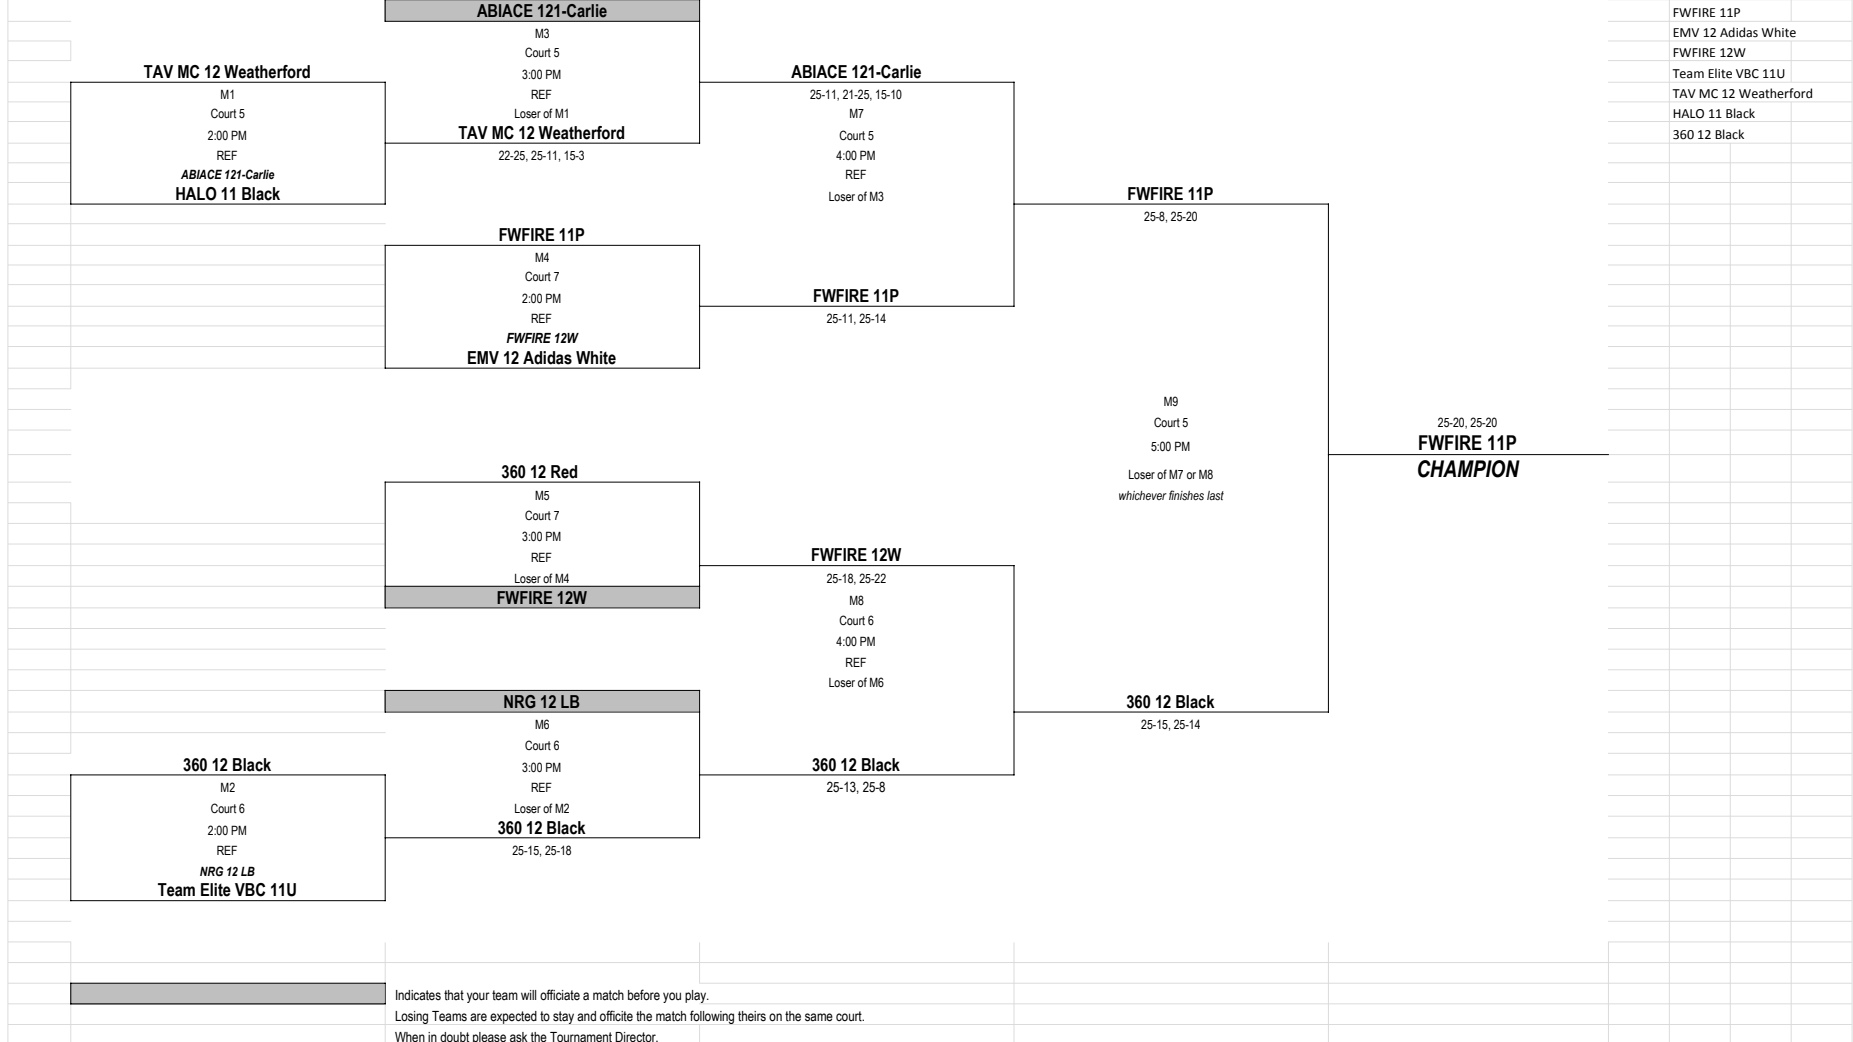 ABIACE 121-Carlie
M3
Court 5
3:00 PM
REF
Loser of M1
TAV MC 12 Weatherford
22-25, 25-11, 15-3
TAV MC 12 Weatherford
M1
Court 5
2:00 PM
REF
ABIACE 121-Carlie
HALO 11 Black
ABIACE 121-Carlie
25-11, 21-25, 15-10
M7
Court 5
4:00 PM
REF
Loser of M3
FWFIRE 11P
M4
Court 7
2:00 PM
REF
FWFIRE 12W
EMV 12 Adidas White
FWFIRE 11P
25-11, 25-14
FWFIRE 11P
25-8, 25-20
M9
Court 5
5:00 PM
Loser of M7 or M8
whichever finishes last
25-20, 25-20
FWFIRE 11P
CHAMPION
360 12 Red
M5
Court 7
3:00 PM
REF
Loser of M4
FWFIRE 12W
FWFIRE 12W
25-18, 25-22
M8
Court 6
4:00 PM
REF
Loser of M6
NRG 12 LB
M6
Court 6
3:00 PM
REF
Loser of M2
360 12 Black
25-15, 25-18
360 12 Black
M2
Court 6
2:00 PM
REF
NRG 12 LB
Team Elite VBC 11U
360 12 Black
25-13, 25-8
360 12 Black
25-15, 25-14
FWFIRE 11P
EMV 12 Adidas White
FWFIRE 12W
Team Elite VBC 11U
TAV MC 12 Weatherford
HALO 11 Black
360 12 Black
Indicates that your team will officiate a match before you play.
Losing Teams are expected to stay and officite the match following theirs on the same court.
When in doubt please ask the Tournament Director.